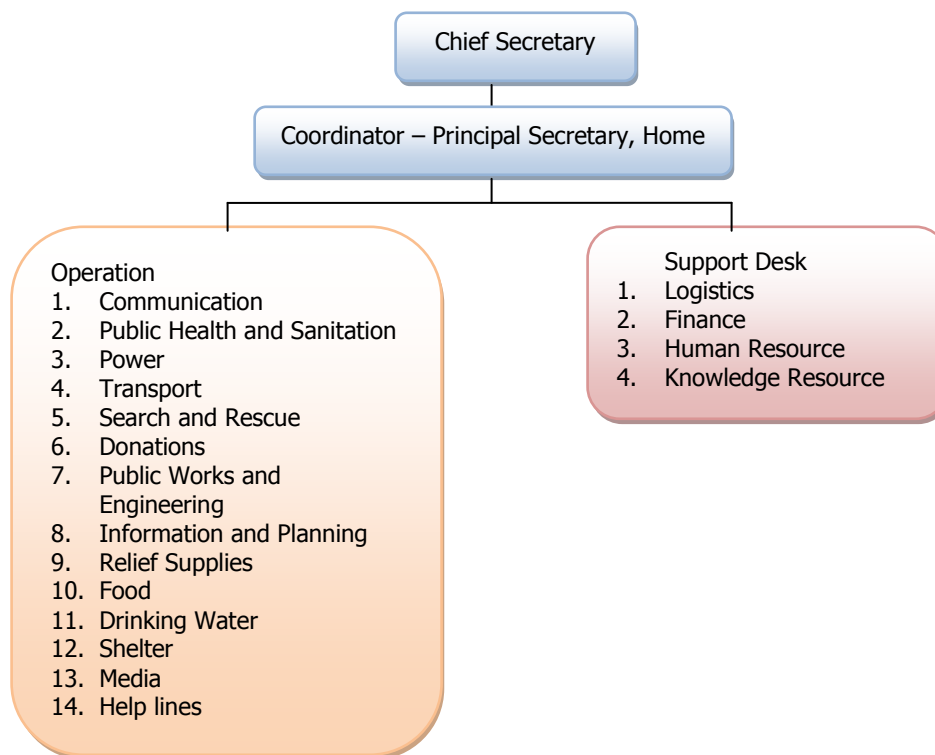 Chief Secretary
Coordinator – Principal Secretary, Home
Operation
1. Communication
2. Public Health and Sanitation
3. Power
4. Transport
5. Search and Rescue
6. Donations
7. Public Works and
Engineering
8. Information and Planning
9. Relief Supplies
10. Food
11. Drinking Water
12. Shelter
13. Media
14. Help lines
Support Desk
1. Logistics
2. Finance
3. Human Resource
4. Knowledge Resource